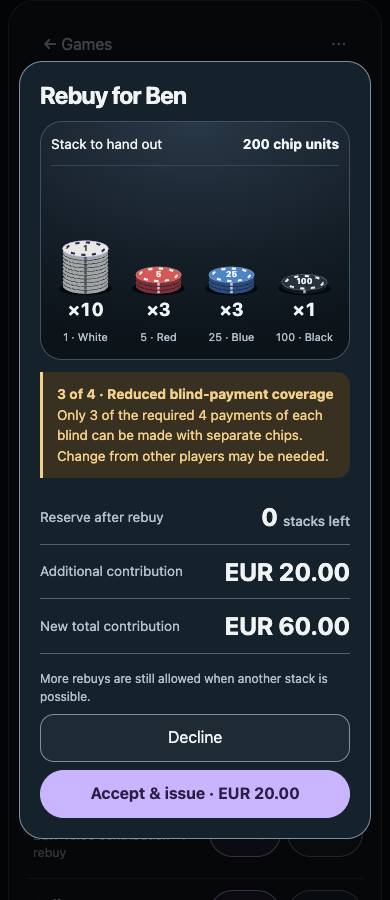 ← Games ...
Rebuy for Ben
Stack to hand out 200 chip units
1 5 25 100
×10 ×3 ×3 ×1
1 · White 5 · Red 25 · Blue 100 · Black
3 of 4 · Reduced blind-payment coverage
Only 3 of the required 4 payments of each
blind can be made with separate chips.
Change from other players may be needed.
Reserve after rebuy 0 stacks left
Additional contribution EUR 20.00
New total contribution EUR 60.00
More rebuys are still allowed when another stack is
possible.
Decline
Accept & issue · EUR 20.00
rebuy